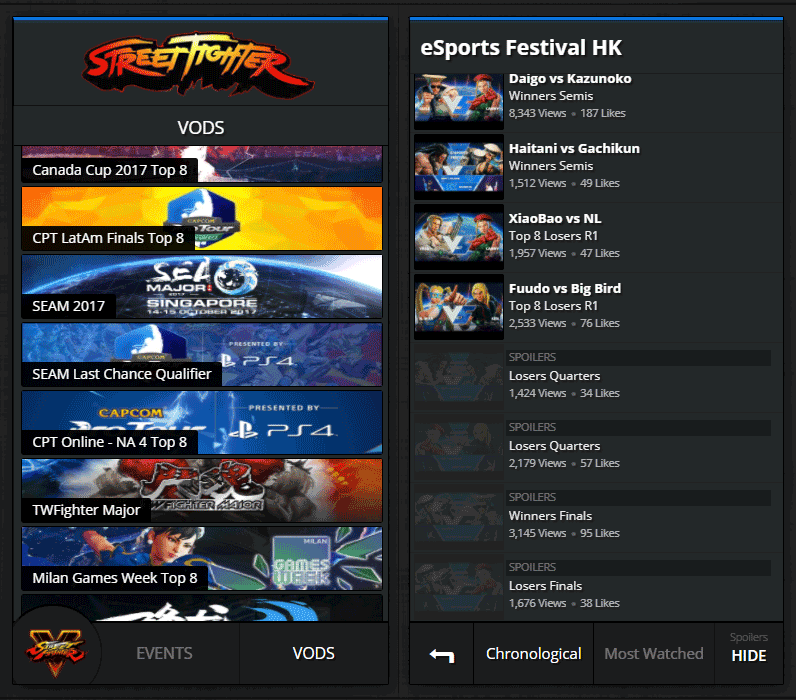 STREET FIGHTER
VODS
Canada Cup 2017 Top 8
CAPCOM
CPT LatAm Finals Top 8
SEA
MAJOR
2017
SINGAPORE
14-15 OCTOBER 2017
SEAM 2017
CAPCOM
PRESENTED BY
PS4
SEAM Last Chance Qualifier
CAPCOM
PRESENTED BY
PS4
CPT Online - NA 4 Top 8
TWFighter Major
MILAN
GAMES
WEEK
Milan Games Week Top 8
STREET FIGHTER
V
EVENTS
VODS
eSports Festival HK
Daigo vs Kazunoko
Winners Semis
8,343 Views • 187 Likes
Haitani vs Gachikun
Winners Semis
1,512 Views • 49 Likes
XiaoBao vs NL
Top 8 Losers R1
1,957 Views • 47 Likes
Fuudo vs Big Bird
Top 8 Losers R1
2,533 Views • 76 Likes
SPOILERS
Losers Quarters
1,424 Views • 34 Likes
SPOILERS
Losers Quarters
2,179 Views • 57 Likes
SPOILERS
Winners Finals
3,145 Views • 95 Likes
SPOILERS
Losers Finals
1,676 Views • 38 Likes
Chronological
Most Watched
Spoilers
HIDE